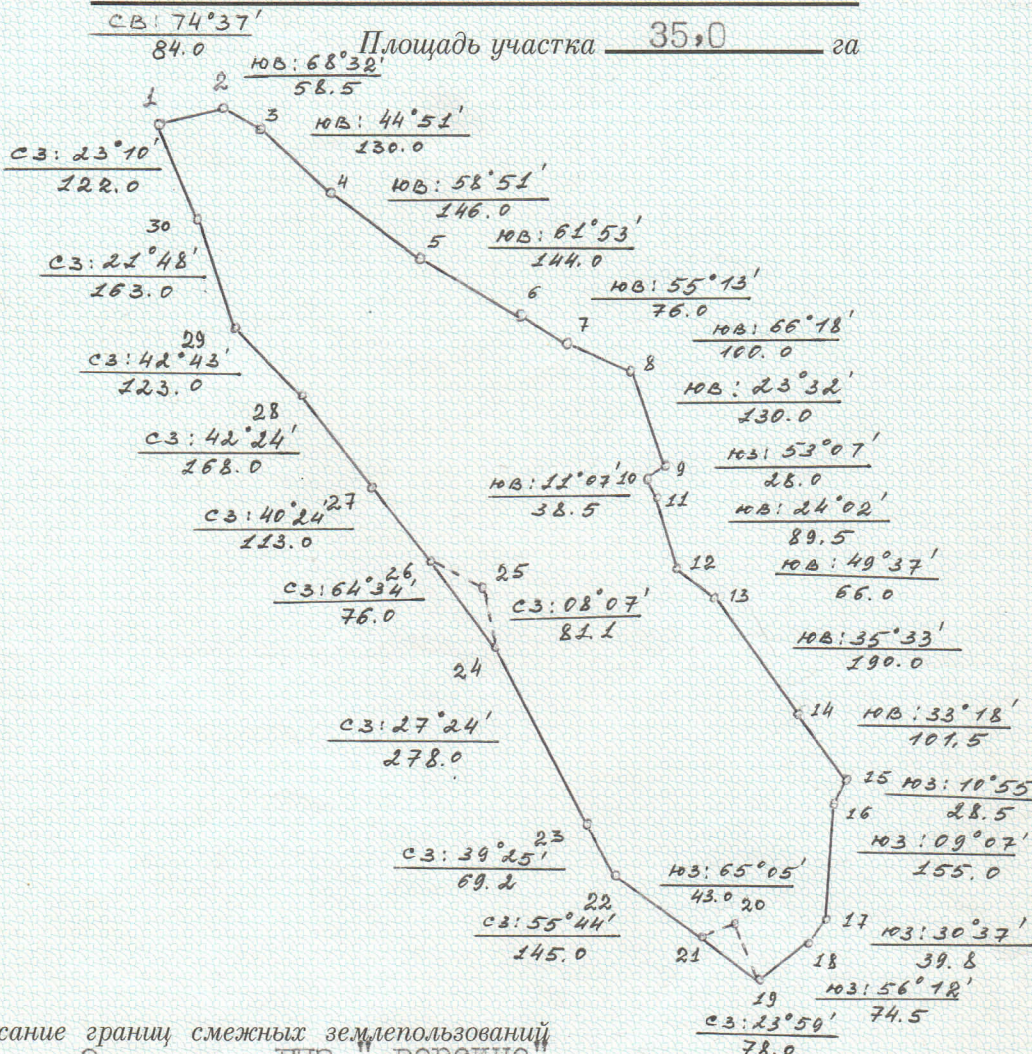 СВ: 74°37'
84.0
Площадь участка 35,0 га
1
2
ЮВ: 68°32'
58.5
3
ЮВ: 44°51'
130.0
СЗ: 23°10'
122.0
4
ЮВ: 58°51'
146.0
30
5
ЮВ: 61°53'
144.0
СЗ: 21°48'
163.0
6
ЮВ: 55°13'
76.0
7
ЮВ: 66°18'
100.0
29
СЗ: 42°43'
123.0
8
ЮВ: 23°32'
130.0
28
СЗ: 42°24'
168.0
9
ЮЗ: 53°07'
28.0
ЮВ: 11°07'
38.5
10
11
ЮВ: 24°02'
89,5
27
СЗ: 40°24'
113.0
12
ЮВ: 49°37'
66.0
26
СЗ: 64°34'
76.0
25
СЗ: 08°07'
81.1
13
ЮВ: 35°33'
190.0
24
14
ЮВ: 33°18'
101,5
СЗ: 27°24'
278.0
15
ЮЗ: 10°55
28.5
16
ЮЗ: 09°07'
155.0
23
СЗ: 39°25'
69.2
ЮЗ: 65°05'
43.0
20
22
СЗ: 55°44'
145.0
21
17
ЮЗ: 30°37'
39.8
18
ЮЗ: 56°12'
74.5
19
СЗ: 23°59'
78.0
сание границ смежных землепользований